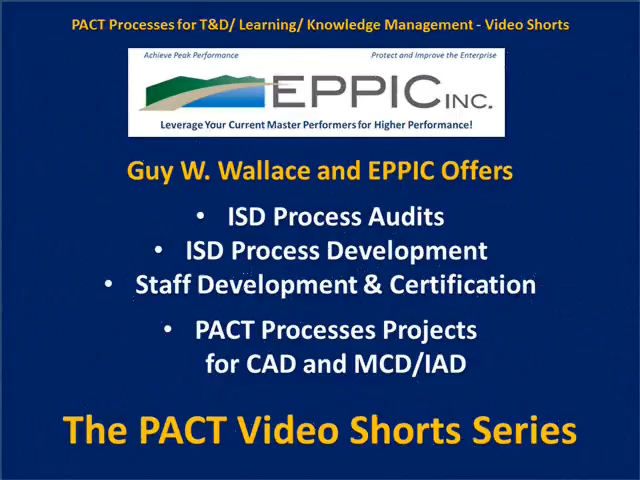 PACT Processes for T&D/ Learning/ Knowledge Management - Video Shorts
Achieve Peak Performance Protect and Improve the Enterprise
EPPIC INC.
Leverage Your Current Master Performers for Higher Performance!
Guy W. Wallace and EPPIC Offers
• ISD Process Audits
• ISD Process Development
• Staff Development & Certification
• PACT Processes Projects
for CAD and MCD/IAD
The PACT Video Shorts Series